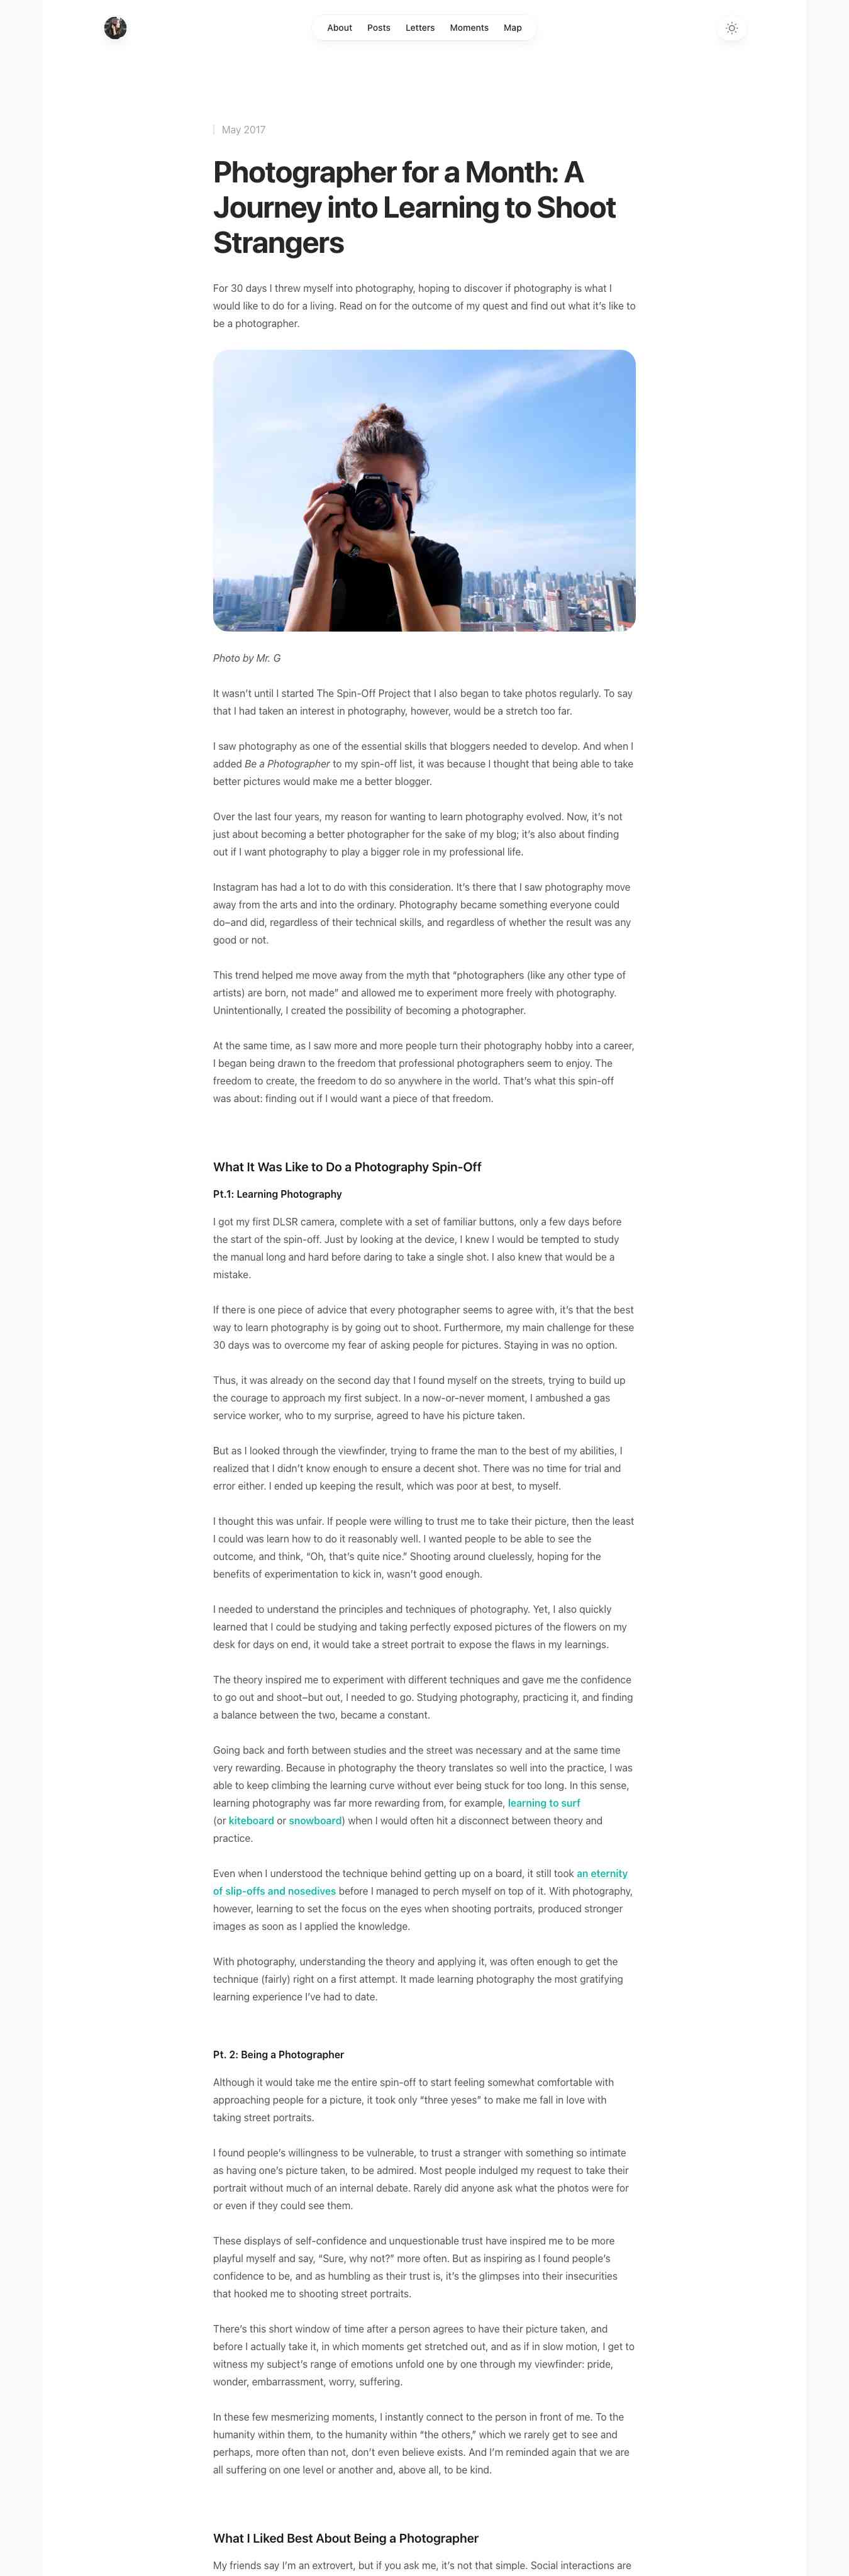 About Posts Letters Moments Map
May 2017
Photographer for a Month: A
Journey into Learning to Shoot
Strangers
For 30 days I threw myself into photography, hoping to discover if photography is what I
would like to do for a living. Read on for the outcome of my quest and find out what it's like to
be a photographer.
Canon
Photo by Mr. G
It wasn't until I started The Spin-Off Project that I also began to take photos regularly. To say
that I had taken an interest in photography, however, would be a stretch too far.
I saw photography as one of the essential skills that bloggers needed to develop. And when I
added Be a Photographer to my spin-off list, it was because I thought that being able to take
better pictures would make me a better blogger.
Over the last four years, my reason for wanting to learn photography evolved. Now, it's not
just about becoming a better photographer for the sake of my blog; it's also about finding
out if I want photography to play a bigger role in my professional life.
Instagram has had a lot to do with this consideration. It's there that I saw photography move
away from the arts and into the ordinary. Photography became something everyone could
do–and did, regardless of their technical skills, and regardless of whether the result was any
good or not.
This trend helped me move away from the myth that “photographers (like any other type of
artists) are born, not made” and allowed me to experiment more freely with photography.
Unintentionally, I created the possibility of becoming a photographer.
At the same time, as I saw more and more people turn their photography hobby into a career,
I began being drawn to the freedom that professional photographers seem to enjoy. The
freedom to create, the freedom to do so anywhere in the world. That's what this spin-off
was about: finding out if I would want a piece of that freedom.
What It Was Like to Do a Photography Spin-Off
Pt.1: Learning Photography
I got my first DLSR camera, complete with a set of familiar buttons, only a few days before
the start of the spin-off. Just by looking at the device, I knew I would be tempted to study
the manual long and hard before daring to take a single shot. I also knew that would be a
mistake.
If there is one piece of advice that every photographer seems to agree with, it's that the best
way to learn photography is by going out to shoot. Furthermore, my main challenge for these
30 days was to overcome my fear of asking people for pictures. Staying in was no option.
Thus, it was already on the second day that I found myself on the streets, trying to build up
the courage to approach my first subject. In a now-or-never moment, I ambushed a gas
service worker, who to my surprise, agreed to have his picture taken.
But as I looked through the viewfinder, trying to frame the man to the best of my abilities, I
realized that I didn't know enough to ensure a decent shot. There was no time for trial and
error either. I ended up keeping the result, which was poor at best, to myself.
I thought this was unfair. If people were willing to trust me to take their picture, then the least
I could was learn how to do it reasonably well. I wanted people to be able to see the
outcome, and think, “Oh, that's quite nice.” Shooting around cluelessly, hoping for the
benefits of experimentation to kick in, wasn't good enough.
I needed to understand the principles and techniques of photography. Yet, I also quickly
learned that I could be studying and taking perfectly exposed pictures of the flowers on my
desk for days on end, it would take a street portrait to expose the flaws in my learnings.
The theory inspired me to experiment with different techniques and gave me the confidence
to go out and shoot–but out, I needed to go. Studying photography, practicing it, and finding
a balance between the two, became a constant.
Going back and forth between studies and the street was necessary and at the same time
very rewarding. Because in photography the theory translates so well into the practice, I was
able to keep climbing the learning curve without ever being stuck for too long. In this sense,
learning photography was far more rewarding from, for example, learning to surf
(or kiteboard or snowboard) when I would often hit a disconnect between theory and
practice.
Even when I understood the technique behind getting up on a board, it still took an eternity
of slip-offs and nosedives before I managed to perch myself on top of it. With photography,
however, learning to set the focus on the eyes when shooting portraits, produced stronger
images as soon as I applied the knowledge.
With photography, understanding the theory and applying it, was often enough to get the
technique (fairly) right on a first attempt. It made learning photography the most gratifying
learning experience I've had to date.
Pt. 2: Being a Photographer
Although it would take me the entire spin-off to start feeling somewhat comfortable with
approaching people for a picture, it took only “three yeses” to make me fall in love with
taking street portraits.
I found people's willingness to be vulnerable, to trust a stranger with something so intimate
as having one's picture taken, to be admired. Most people indulged my request to take their
portrait without much of an internal debate. Rarely did anyone ask what the photos were for
or even if they could see them.
These displays of self-confidence and unquestionable trust have inspired me to be more
playful myself and say, “Sure, why not?” more often. But as inspiring as I found people's
confidence to be, and as humbling as their trust is, it's the glimpses into their insecurities
that hooked me to shooting street portraits.
There's this short window of time after a person agrees to have their picture taken, and
before I actually take it, in which moments get stretched out, and as if in slow motion, I get to
witness my subject's range of emotions unfold one by one through my viewfinder: pride,
wonder, embarrassment, worry, suffering.
In these few mesmerizing moments, I instantly connect to the person in front of me. To the
humanity within them, to the humanity within “the others,” which we rarely get to see and
perhaps, more often than not, don't even believe exists. And I'm reminded again that we are
all suffering on one level or another and, above all, to be kind.
What I Liked Best About Being a Photographer
My friends say I'm an extrovert, but if you ask me, it's not that simple. Social interactions are